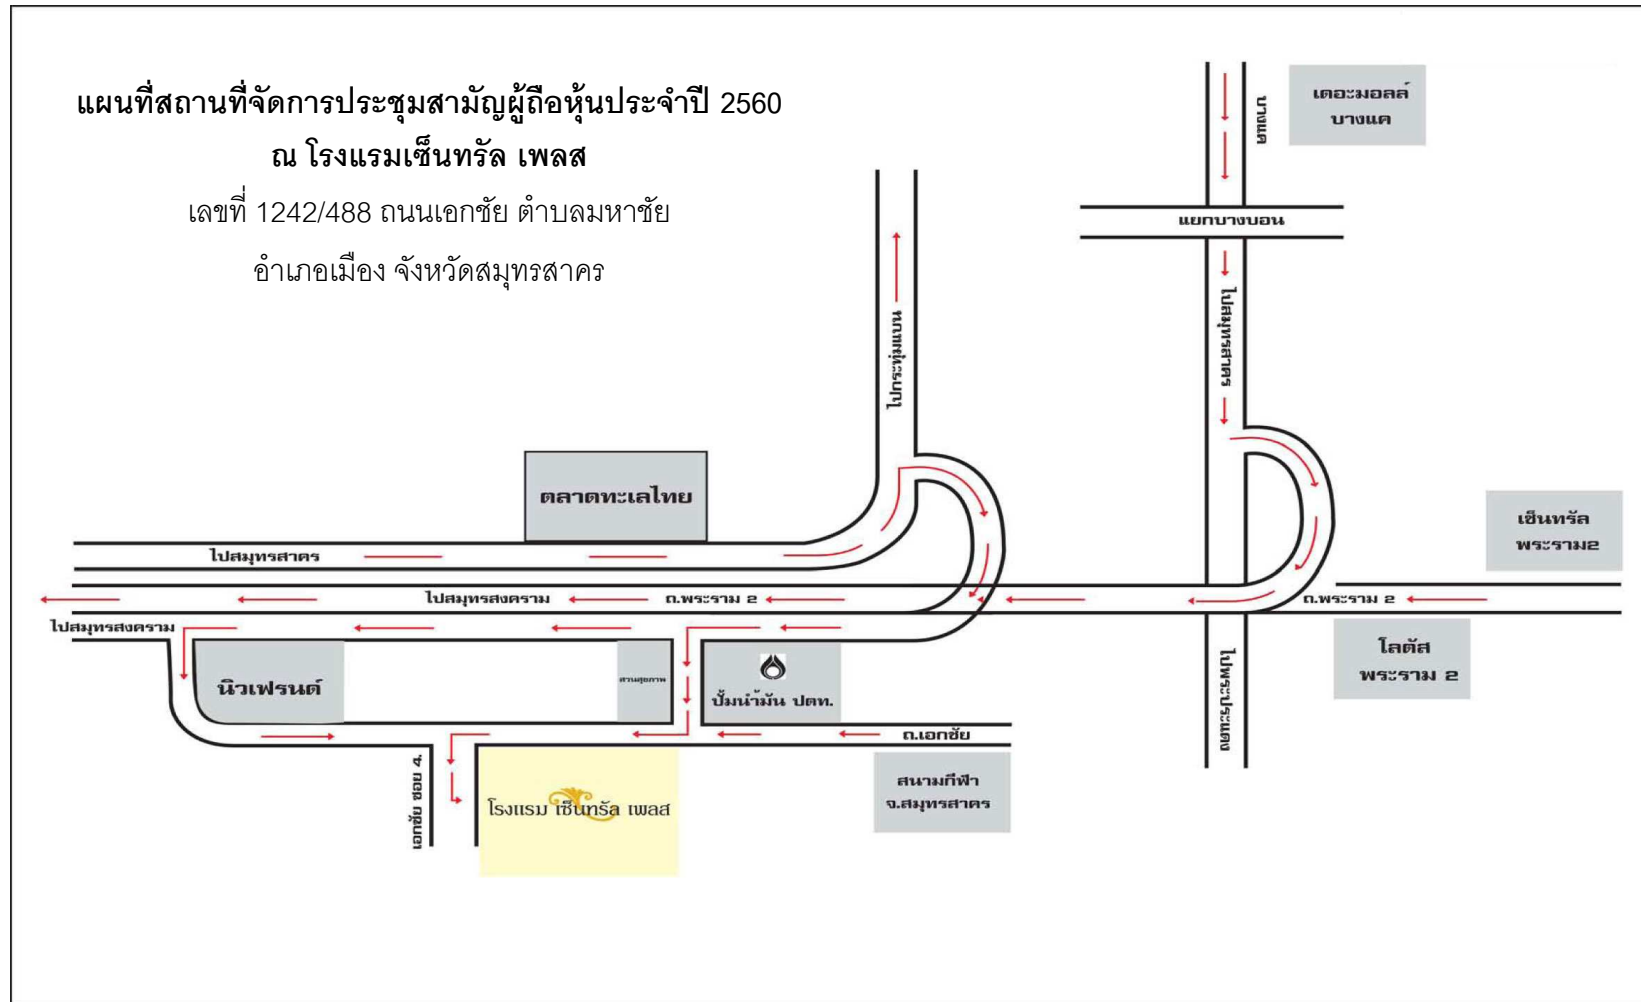 แผนที่สถานที่จัดการประชุมสามัญผู้ถือหุ้นประจำปี 2560
ณ โรงแรมเซ็นทรัล เพลส
เลขที่ 1242/488 ถนนเอกชัย ตำบลมหาชัย
อำเภอเมือง จังหวัดสมุทรสาคร
เดอะมอลล์
บางแค
บางแค
แยกบางบอน
ไปสมุทรสาคร
ไปกระทุ่มแบน
ตลาดทะเลไทย
เซ็นทรัล
พระราม2
ไปสมุทรสาคร
ไปสมุทรสงคราม
ถ.พระราม 2
ถ.พระราม 2
ไปสมุทรสงคราม
โลตัส
พระราม 2
ไปพระประแดง
นิวเฟรนด์
สวนสุขภาพ
ปั้มน้ำมัน ปตท.
ถ.เอกชัย
สนามกีฬา
จ.สมุทรสาคร
เอกชัย ซอย 4.
โรงแรม เซ็นทรัล เพลส